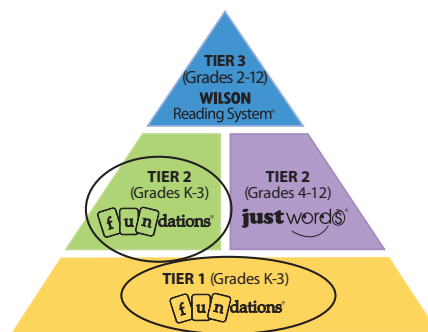 TIER 3
(Grades 2-12)
WILSON
Reading System®
TIER 2
(Grades K-3)
fundations®
TIER 2
(Grades 4-12)
just words®
TIER 1 (Grades K-3)
fundations®